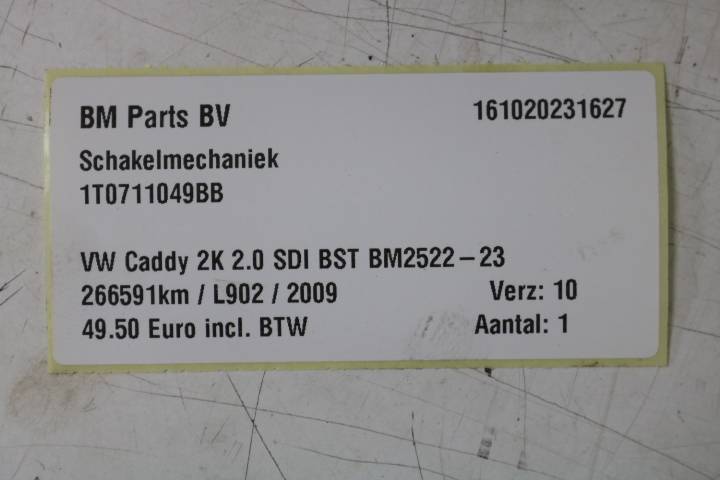 BM Parts BV 161020231627
Schakelmechaniek
1T0711049BB
VW Caddy 2K 2.0 SDI BST BM2522-23
266591km / L902 / 2009 Verz: 10
49.50 Euro incl. BTW Aantal: 1